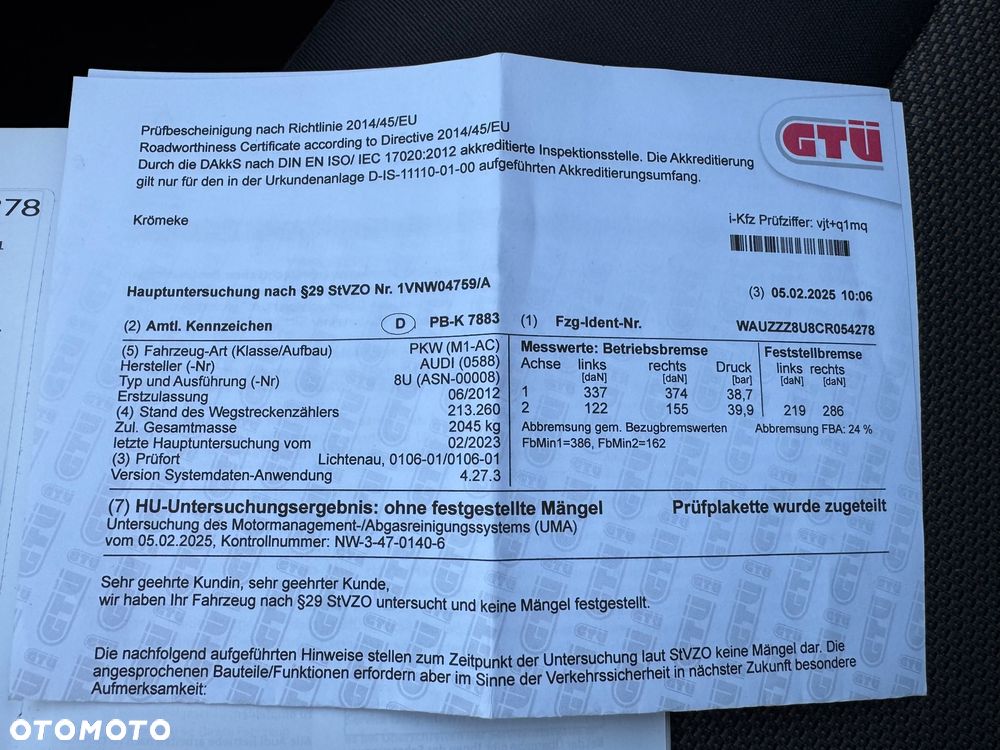 Prüfbescheinigung nach Richtlinie 2014/45/EU
Roadworthiness Certificate according to Directive 2014/45/EU
Durch die DAkkS nach DIN EN ISO/ IEC 17020:2012 akkreditierte Inspektionsstelle. Die Akkreditierung
gilt nur für den in der Urkundenanlage D-IS-11110-01-00 aufgeführten Akkreditierungsumfang.
GTÜ
278
Krömeke
i-Kfz Prüfziffer: vjt+q1mq
Hauptuntersuchung nach §29 StVZO Nr. 1VNW04759/A
(3) 05.02.2025 10:06
(2) Amtl. Kennzeichen D PB-K 7883 (1) Fzg-Ident-Nr. WAUZZZ8U8CR054278
(5) Fahrzeug-Art (Klasse/Aufbau) PKW (M1-AC)
Hersteller (-Nr) AUDI (0588)
Typ und Ausführung (-Nr) 8U (ASN-00008)
Erstzulassung 06/2012
(4) Stand des Wegstreckenzählers 213.260
Zul. Gesamtmasse 2045 kg
letzte Hauptuntersuchung vom 02/2023
(3) Prüfort Lichtenau, 0106-01/0106-01
Version Systemdaten-Anwendung 4.27.3
Messwerte: Betriebsbremse Feststellbremse
Achse links rechts Druck links rechts
[daN] [daN] [bar] [daN] [daN]
1 337 374 38,7
2 122 155 39,9 219 286
Abbremsung gem. Bezugbremswerten Abbremsung FBA: 24 %
FbMin1=386, FbMin2=162
(7) HU-Untersuchungsergebnis: ohne festgestellte Mängel Prüfplakette wurde zugeteilt
Untersuchung des Motormanagement-/Abgasreinigungssystems (UMA)
vom 05.02.2025, Kontrollnummer: NW-3-47-0140-6
Sehr geehrte Kundin, sehr geehrter Kunde,
wir haben Ihr Fahrzeug nach §29 StVZO untersucht und keine Mängel festgestellt.
Die nachfolgend aufgeführten Hinweise stellen zum Zeitpunkt der Untersuchung laut StVZO keine Mängel dar. Die
angesprochenen Bauteile/Funktionen erfordern aber im Sinne der Verkehrssicherheit in nächster Zukunft besondere
Aufmerksamkeit:
OTOMOTO